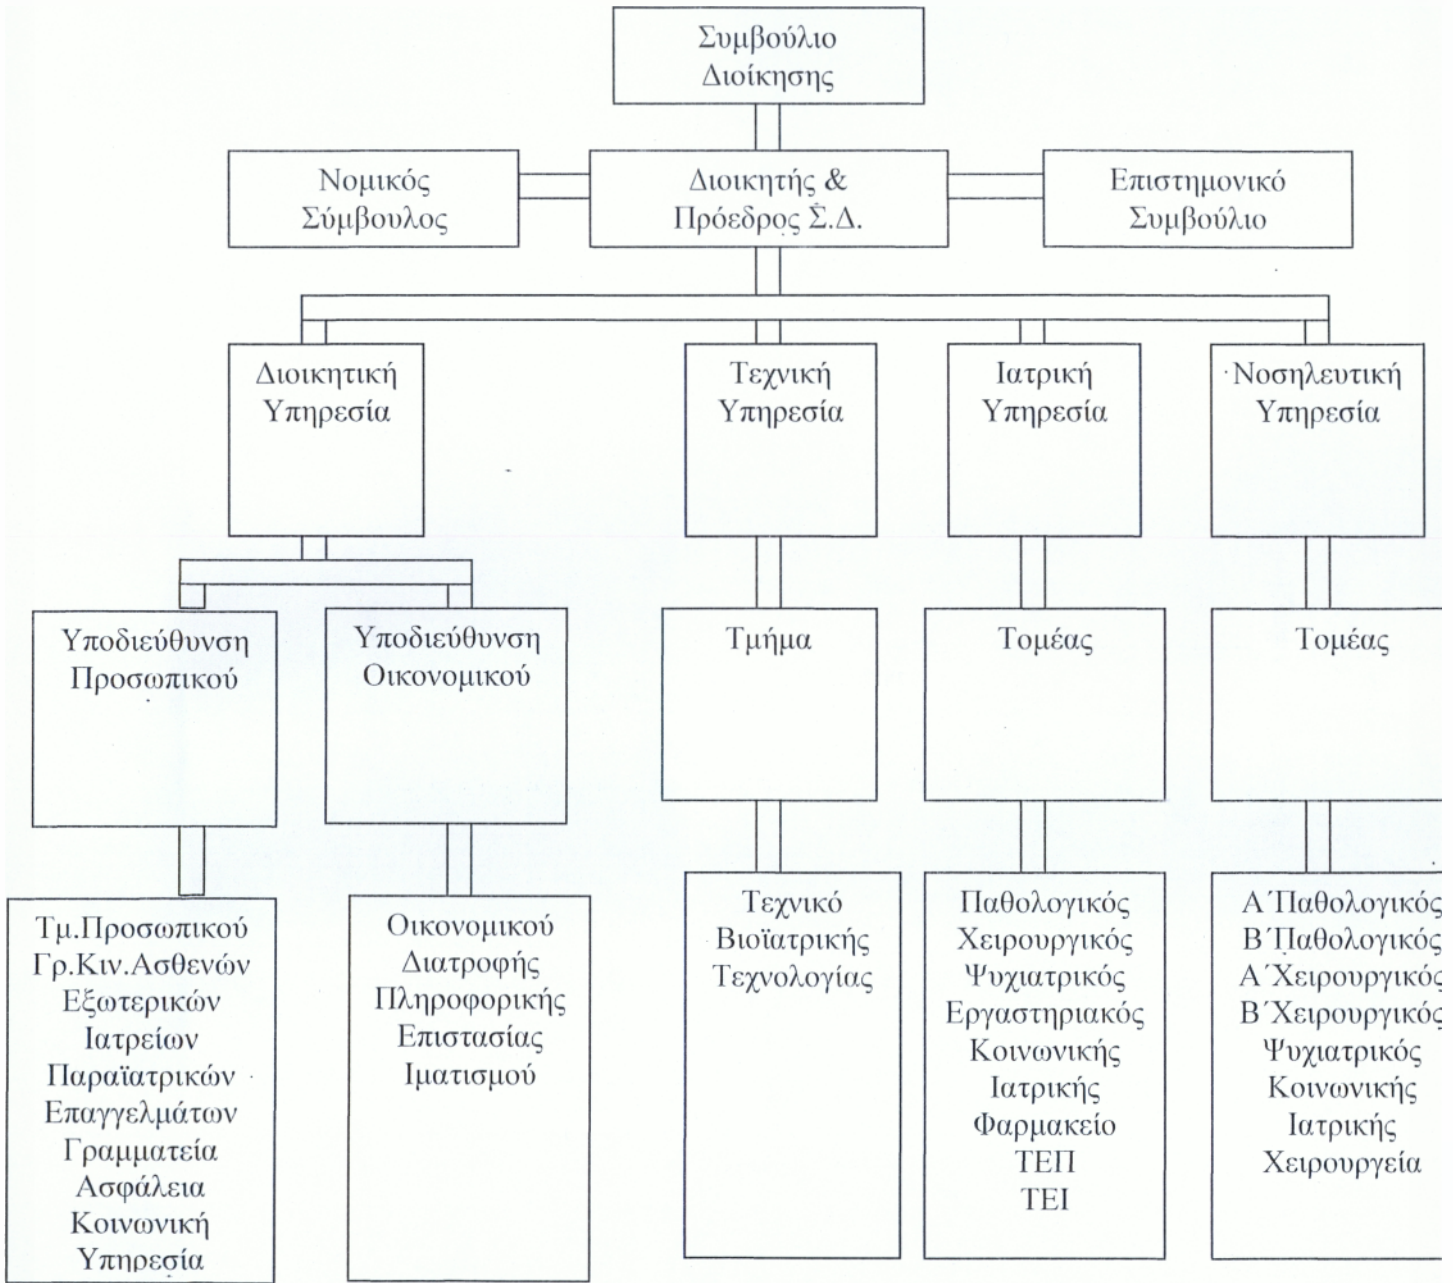 Συμβούλιο
Διοίκησης
Νομικός
Σύμβουλος
Διοικητής &
Πρόεδρος Σ.Δ.
Επιστημονικό
Συμβούλιο
Διοικητική
Υπηρεσία
Τεχνική
Υπηρεσία
Ιατρική
Υπηρεσία
Νοσηλευτική
Υπηρεσία
Υποδιεύθυνση
Προσωπικού
Υποδιεύθυνση
Οικονομικού
Τμήμα
Τομέας
Τομέας
Τμ.Προσωπικού
Γρ.Κιν.Ασθενών
Εξωτερικών
Ιατρείων
Παραϊατρικών
Επαγγελμάτων
Γραμματεία
Ασφάλεια
Κοινωνική
Υπηρεσία
Οικονομικού
Διατροφής
Πληροφορικής
Επιστασίας
Ιματισμού
Τεχνικό
Βιοϊατρικής
Τεχνολογίας
Παθολογικός
Χειρουργικός
Ψυχιατρικός
Εργαστηριακός
Κοινωνικής
Ιατρικής
Φαρμακείο
ΤΕΠ
ΤΕΙ
Α΄Παθολογικός
Β΄Παθολογικός
Α΄Χειρουργικός
Β΄Χειρουργικός
Ψυχιατρικός
Κοινωνικής
Ιατρικής
Χειρουργεία